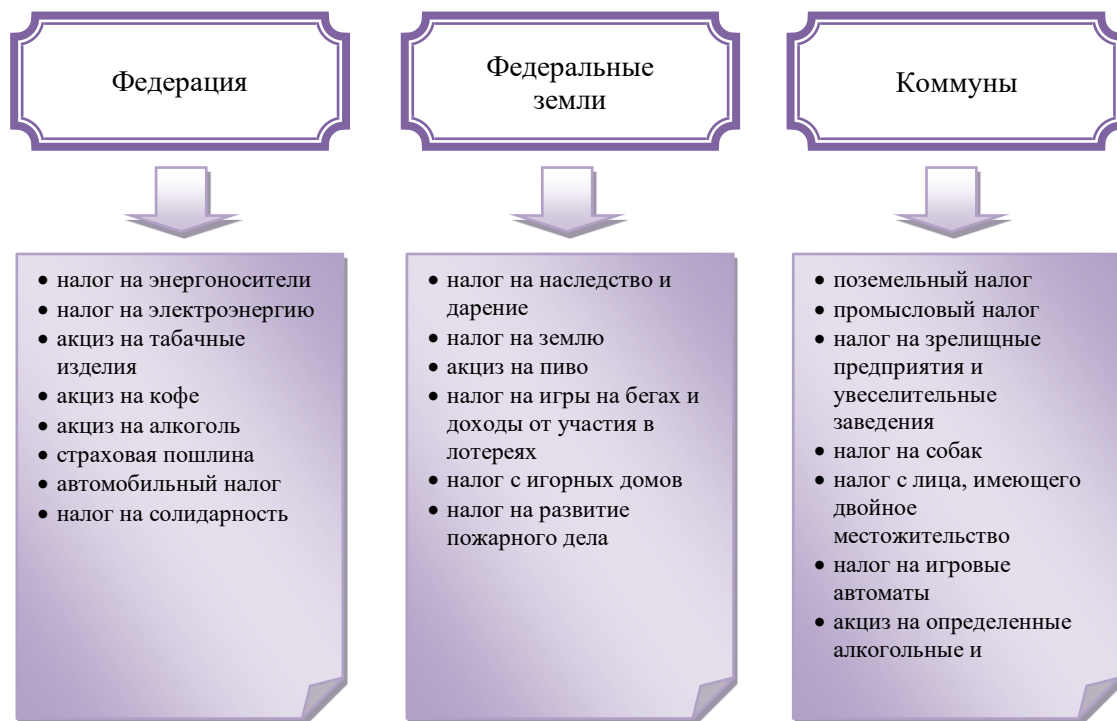 Федерация
Федеральные
земли
Коммуны
• налог на энергоносители
• налог на электроэнергию
• акциз на табачные
изделия
• акциз на кофе
• акциз на алкоголь
• страховая пошлина
• автомобильный налог
• налог на солидарность
• налог на наследство и
дарение
• налог на землю
• акциз на пиво
• налог на игры на бегах и
доходы от участия в
лотереях
• налог с игорных домов
• налог на развитие
пожарного дела
• поземельный налог
• промысловый налог
• налог на зрелищные
предприятия и
увеселительные
заведения
• налог на собак
• налог с лица, имеющего
двойное
местожительство
• налог на игровые
автоматы
• акциз на определенные
алкогольные и